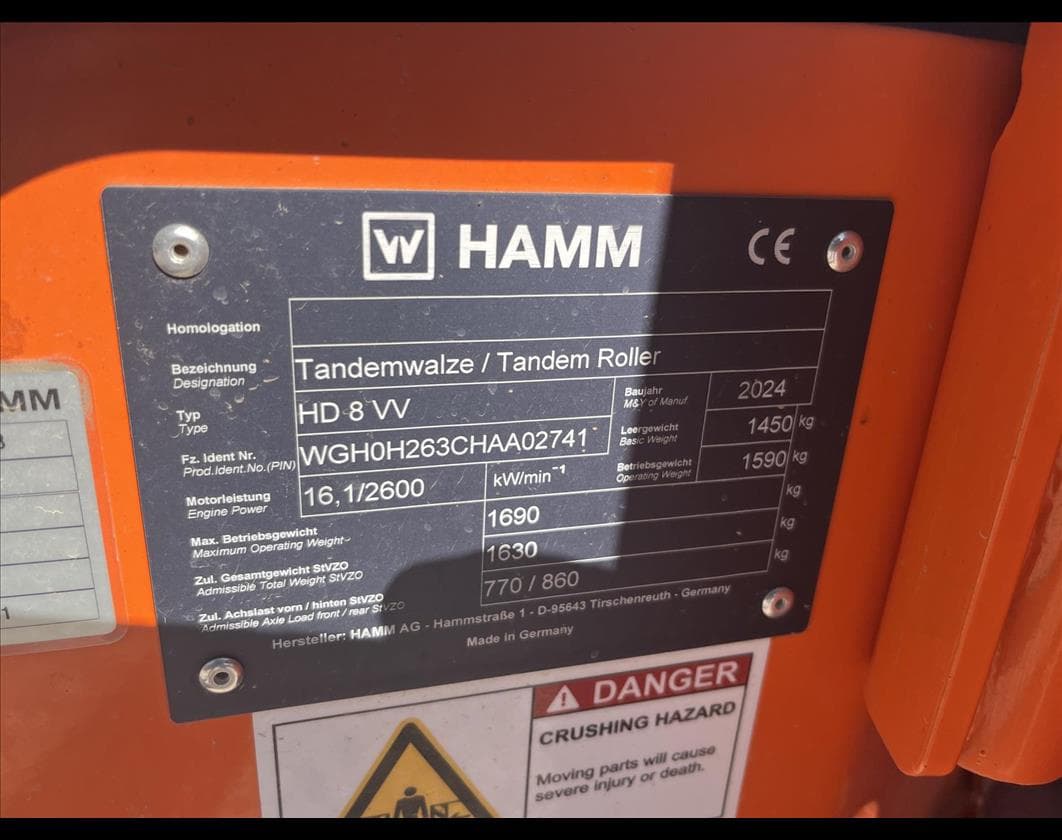 W HAMM CE
Homologation
Bezeichnung
Designation
Tandemwalze / Tandem Roller
Typ
Type
HD 8 VV
Baujahr
M&Y of Manuf
2024
Fz. Ident Nr.
Prod.Ident.No.(PIN)
WGH0H263CHAA02741
Leergewicht
Basic Weight
1450 kg
Motorleistung
Engine Power
16,1/2600 kW/min⁻¹
Betriebsgewicht
Operating Weight
1590 kg
Max. Betriebsgewicht
Maximum Operating Weight
1690 kg
Zul. Gesamtgewicht StVZO
Admissible Total Weight StVZO
1630 kg
Zul. Achslast vorn / hinten StVZO
Admissible Axle Load front / rear StVZO
770 / 860 kg
Hersteller: HAMM AG - Hammstraße 1 - D-95643 Tirschenreuth - Germany
Made in Germany
MM
1
DANGER
CRUSHING HAZARD
Moving parts will cause
severe injury or death.